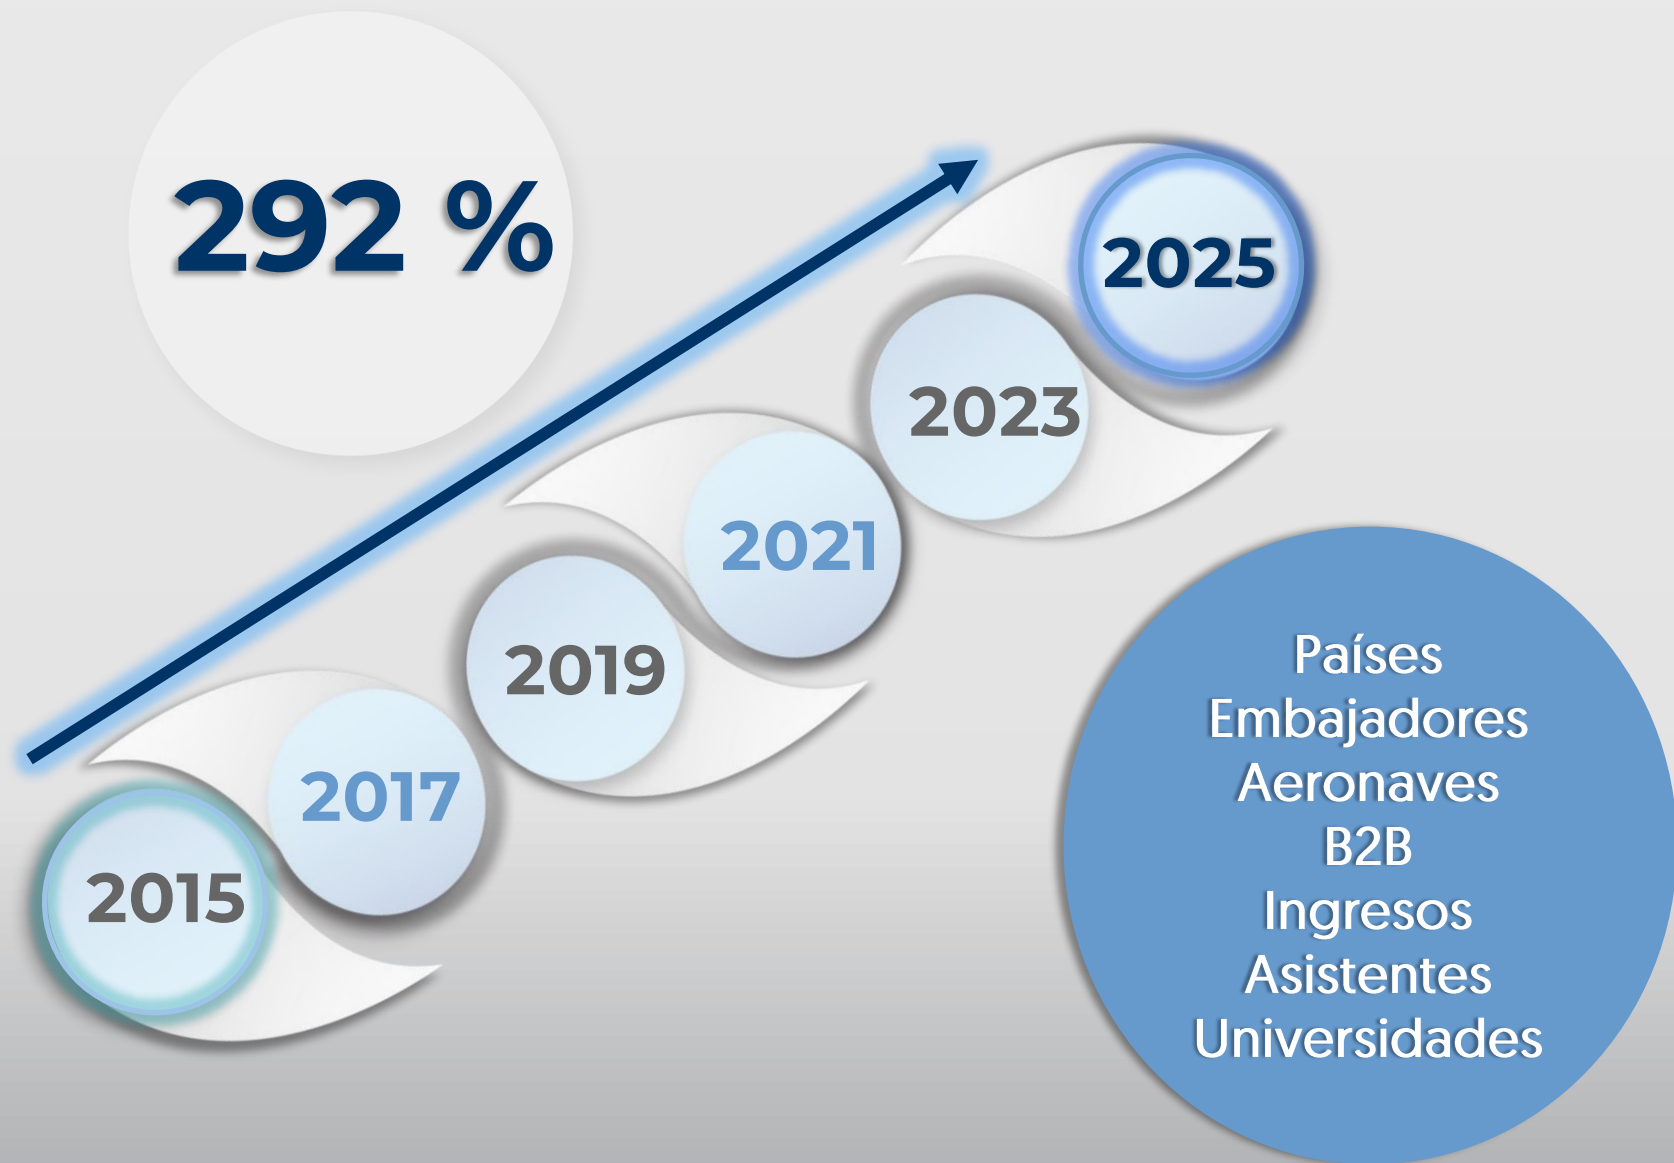 292 %
2025
2023
2021
2019
2017
2015
Países
Embajadores
Aeronaves
B2B
Ingresos
Asistentes
Universidades